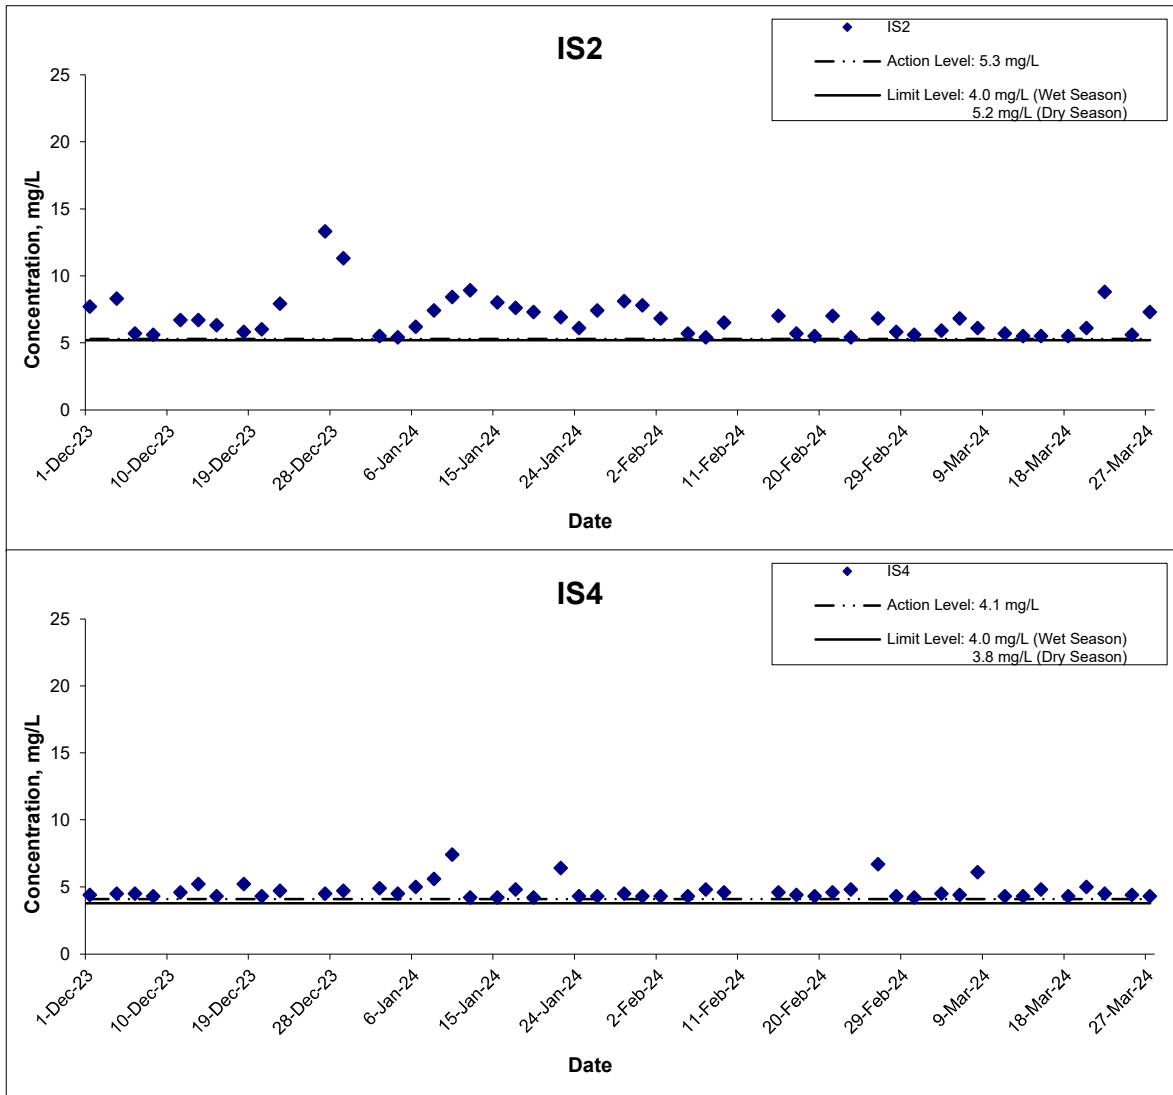 IS2
IS2
Action Level: 5.3 mg/L
Limit Level: 4.0 mg/L (Wet Season)
5.2 mg/L (Dry Season)
Concentration, mg/L
25
20
15
10
5
0
1-Dec-23
10-Dec-23
19-Dec-23
28-Dec-23
6-Jan-24
15-Jan-24
24-Jan-24
2-Feb-24
11-Feb-24
20-Feb-24
29-Feb-24
9-Mar-24
18-Mar-24
27-Mar-24
Date
IS4
IS4
Action Level: 4.1 mg/L
Limit Level: 4.0 mg/L (Wet Season)
3.8 mg/L (Dry Season)
Concentration, mg/L
25
20
15
10
5
0
1-Dec-23
10-Dec-23
19-Dec-23
28-Dec-23
6-Jan-24
15-Jan-24
24-Jan-24
2-Feb-24
11-Feb-24
20-Feb-24
29-Feb-24
9-Mar-24
18-Mar-24
27-Mar-24
Date